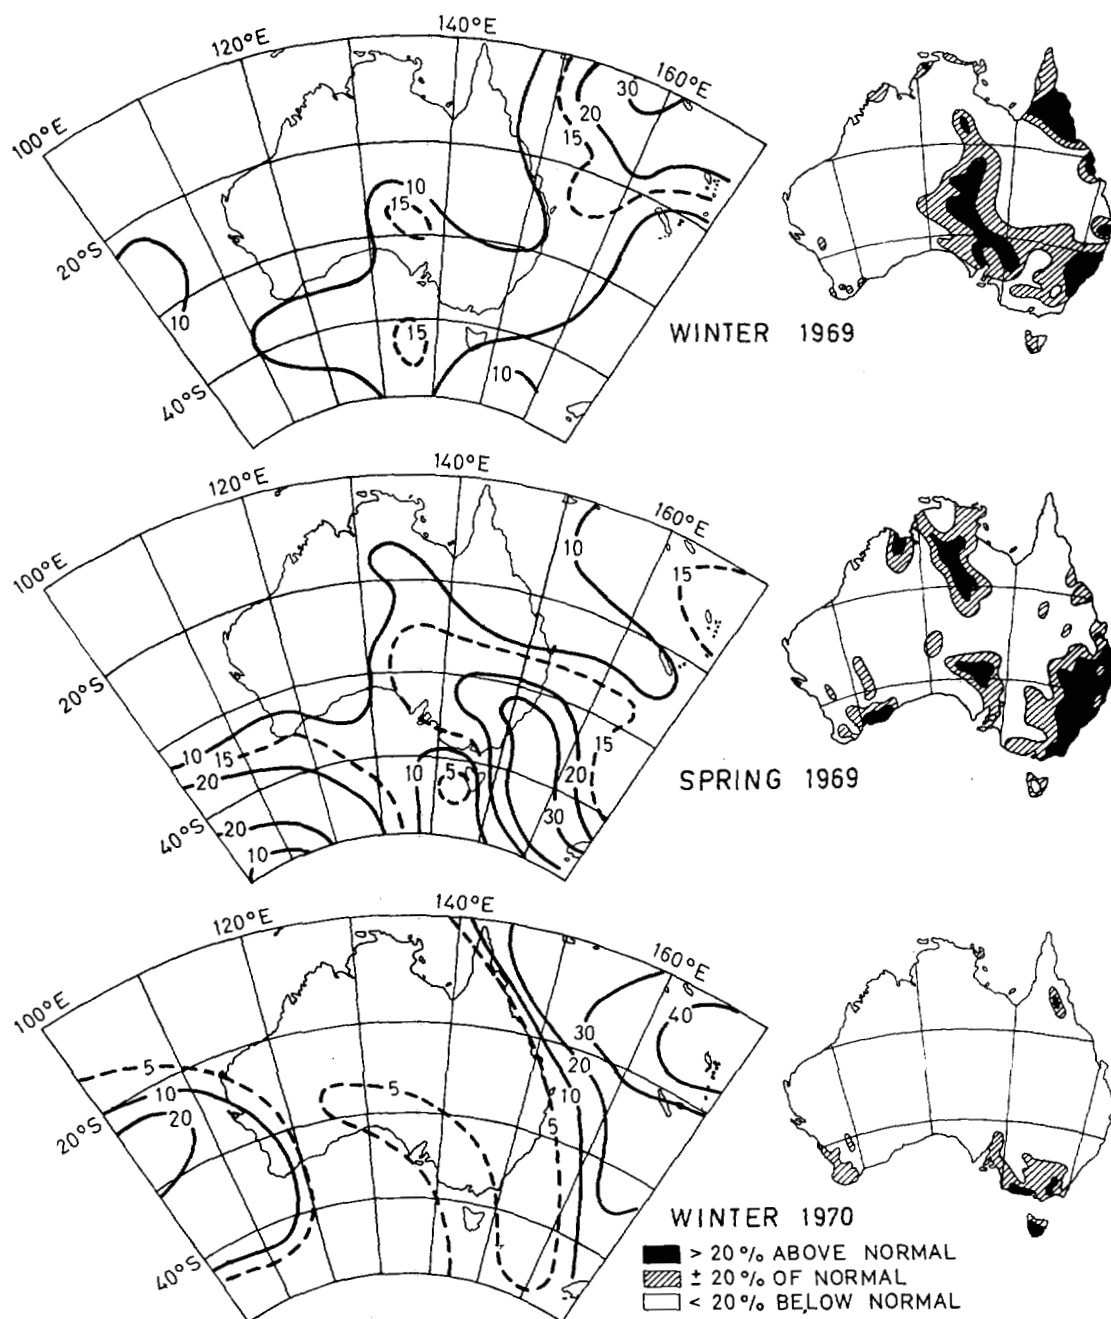 140°E
120°E
160°E
100°E
30
20
15
10
15
20°S
10
15
10
40°S
WINTER 1969
140°E
120°E
160°E
100°E
10
15
20°S
10
15
20
15
10
5
20
30
20
10
40°S
SPRING 1969
140°E
120°E
160°E
100°E
40
30
20
5
5
10
10
5
20
20°S
40°S
WINTER 1970
> 20% ABOVE NORMAL
± 20% OF NORMAL
< 20% BELOW NORMAL